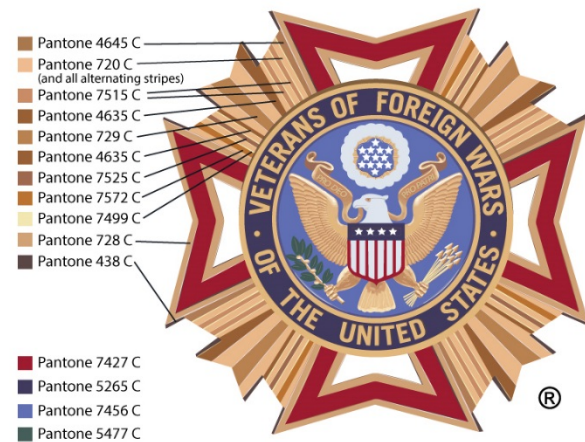 Pantone 4645 C
Pantone 720 C
(and all alternating stripes)
Pantone 7515 C
Pantone 4635 C
Pantone 729 C
Pantone 4635 C
Pantone 7525 C
Pantone 7572 C
Pantone 7499 C
Pantone 728 C
Pantone 438 C
Pantone 7427 C
Pantone 5265 C
Pantone 7456 C
Pantone 5477 C
VETERANS OF FOREIGN WARS
· OF THE UNITED STATES ·
®